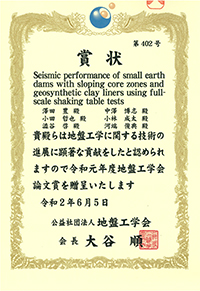 第402号
賞状
Seismic performance of small earth
dams with sloping core zones and
geosynthetic clay liners using full-
scale shaking table tests
澤田 豊 殿 中澤 博志 殿
小田 哲也 殿 小林 成太 殿
澁谷 啓 殿 河端 俊典 殿
貴殿らは地盤工学に関する技術の
進展に顕著な貢献をしたと認められ
ますので令和元年度地盤工学会
論文賞を贈呈いたします
令和2年6月5日
公益社団法人 地盤工学会
会長 大谷 順